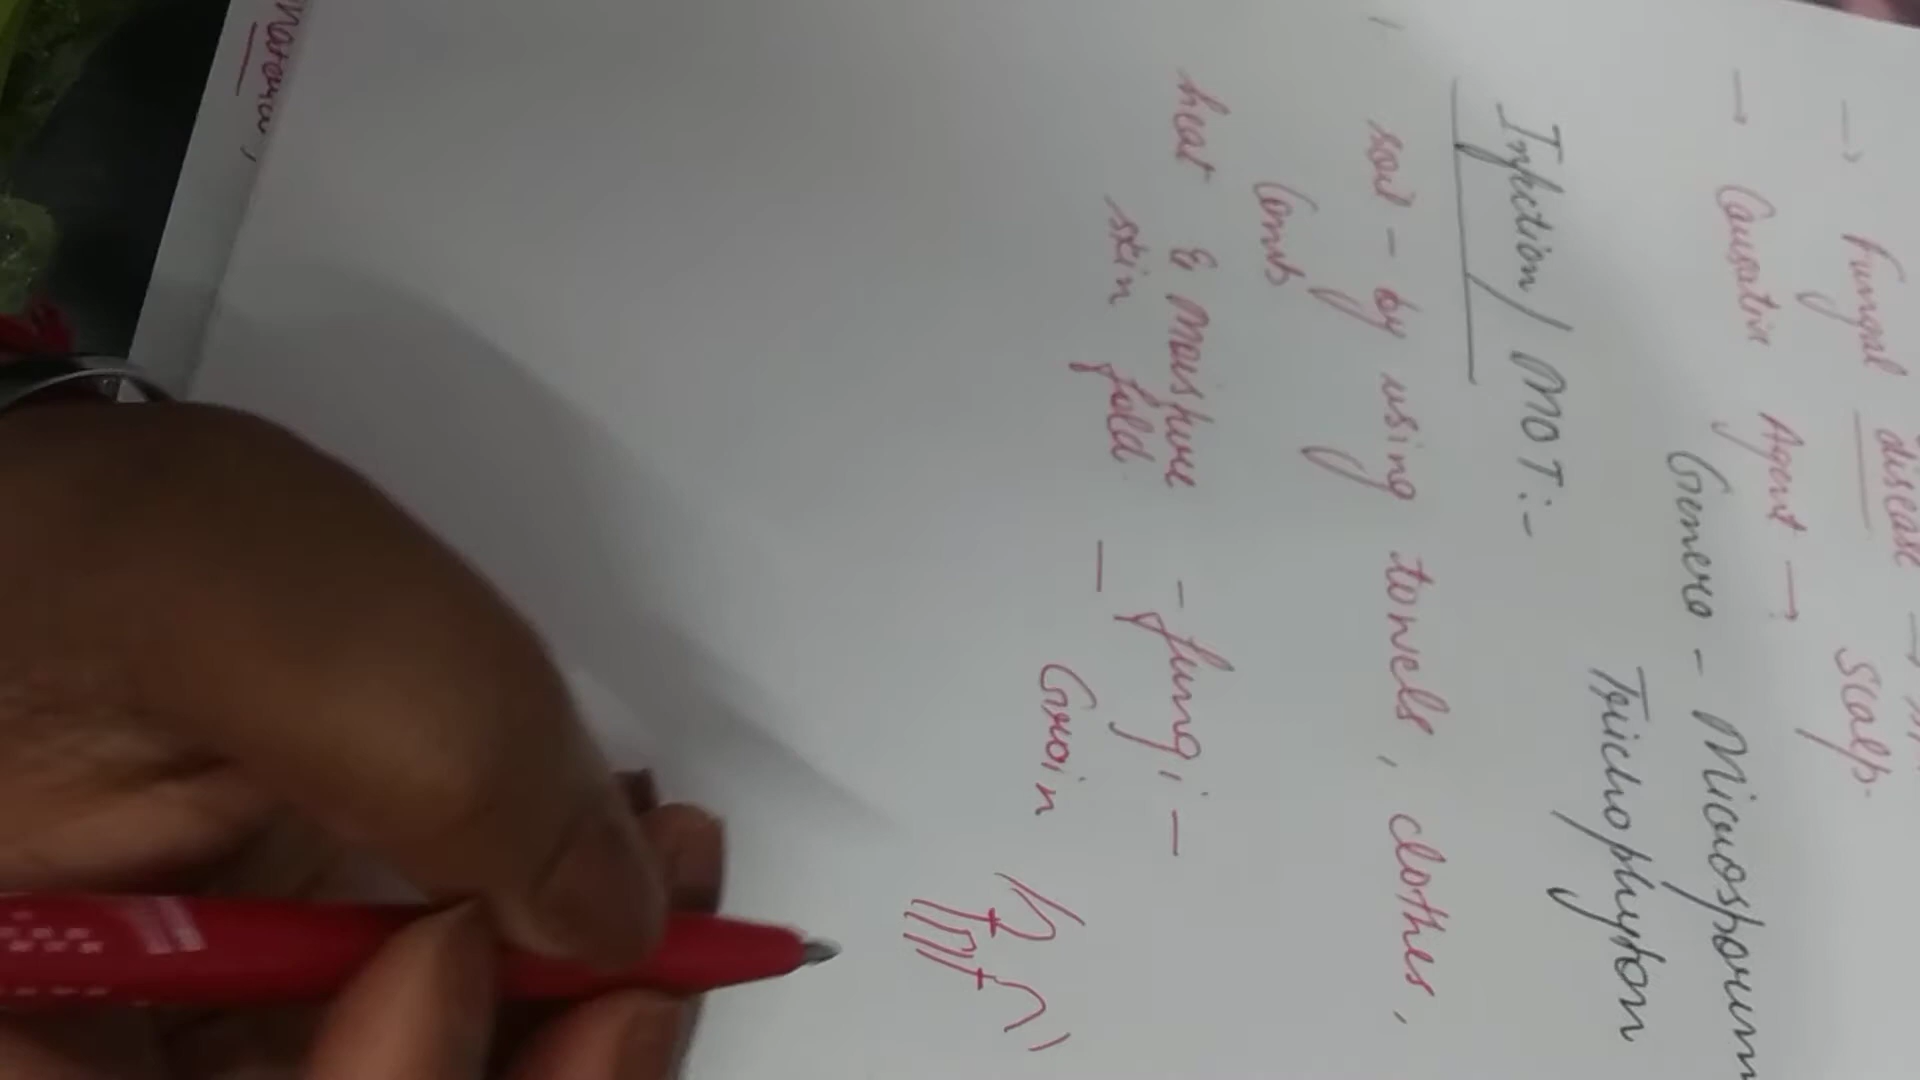 → Fungal disease →
→ Causative Agent → Scalp.
Genera - Microsporum
Trichophyton
Infection / MOT:-
soil - by using towels, clothes,
Comb
heat & moisture - fungi -
skin fold - Groin